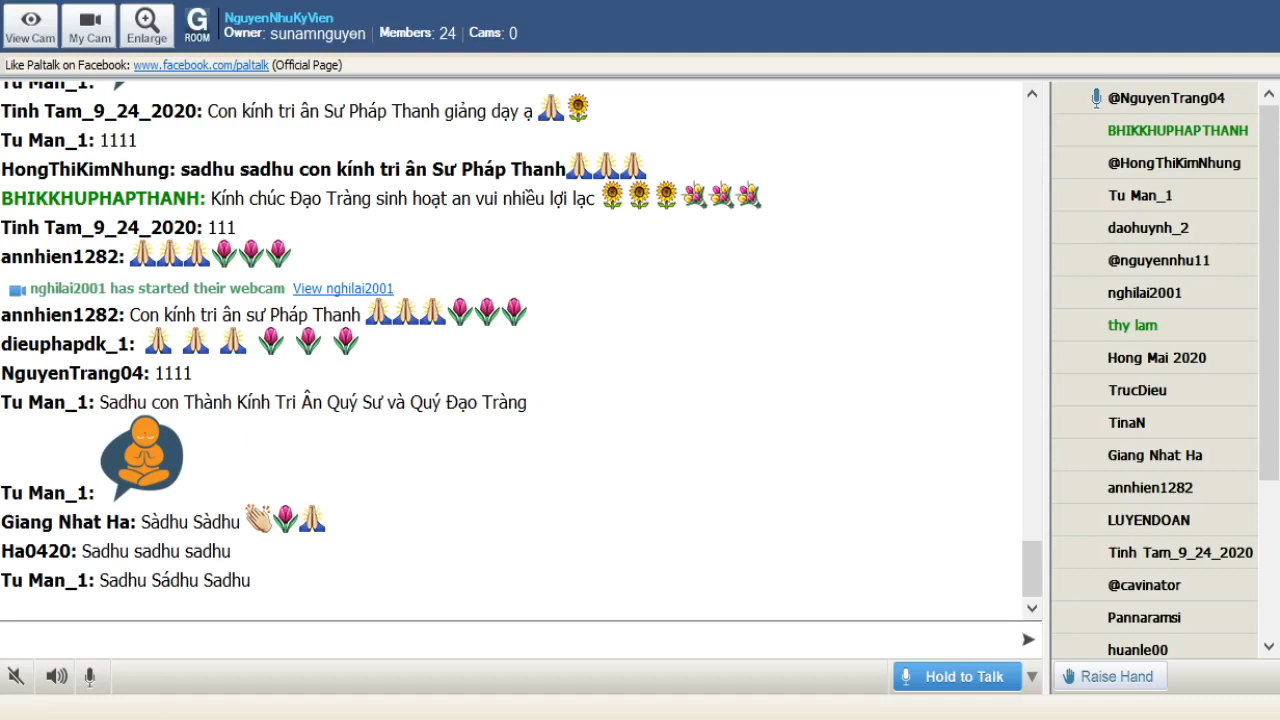 View Cam
My Cam
Enlarge
G
ROOM
NguyenNhuKyVien
Owner: sunamnguyen | Members: 24 | Cams: 0
Like Paltalk on Facebook: www.facebook.com/paltalk (Official Page)
Tu Man_1:
Tinh Tam_9_24_2020: Con kính tri ân Sư Pháp Thanh giảng dạy ạ
Tu Man_1: 1111
HongThiKimNhung: sadhu sadhu con kính tri ân Sư Pháp Thanh
BHIKKHUPHAPTHANH: Kính chúc Đạo Tràng sinh hoạt an vui nhiều lợi lạc
Tinh Tam_9_24_2020: 111
annhien1282:
nghilai2001 has started their webcam View nghilai2001
annhien1282: Con kính tri ân sư Pháp Thanh
dieuphapdk_1:
NguyenTrang04: 1111
Tu Man_1: Sadhu con Thành Kính Tri Ân Quý Sư và Quý Đạo Tràng
Tu Man_1:
Giang Nhat Ha: Sàdhu Sàdhu
Ha0420: Sadhu sadhu sadhu
Tu Man_1: Sadhu Sádhu Sadhu
@NguyenTrang04
BHIKKHUPHAPTHANH
@HongThiKimNhung
Tu Man_1
daohuynh_2
@nguyennhu11
nghilai2001
thy lam
Hong Mai 2020
TrucDieu
TinaN
Giang Nhat Ha
annhien1282
LUYENDOAN
Tinh Tam_9_24_2020
@cavinator
Pannaramsi
huanle00
Hold to Talk
Raise Hand